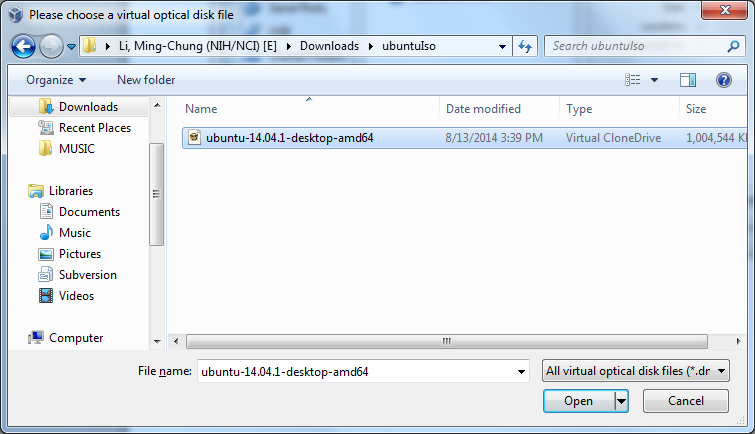 Please choose a virtual optical disk file
Li, Ming-Chung (NIH/NCI) [E] Downloads ubuntuIso
Search ubuntuIso
Organize New folder
Downloads
Recent Places
MUSIC
Libraries
Documents
Music
Pictures
Subversion
Videos
Computer
Name Date modified Type Size
ubuntu-14.04.1-desktop-amd64 8/13/2014 3:39 PM Virtual CloneDrive 1,004,544 K
File name: ubuntu-14.04.1-desktop-amd64 All virtual optical disk files (*.dr
Open Cancel